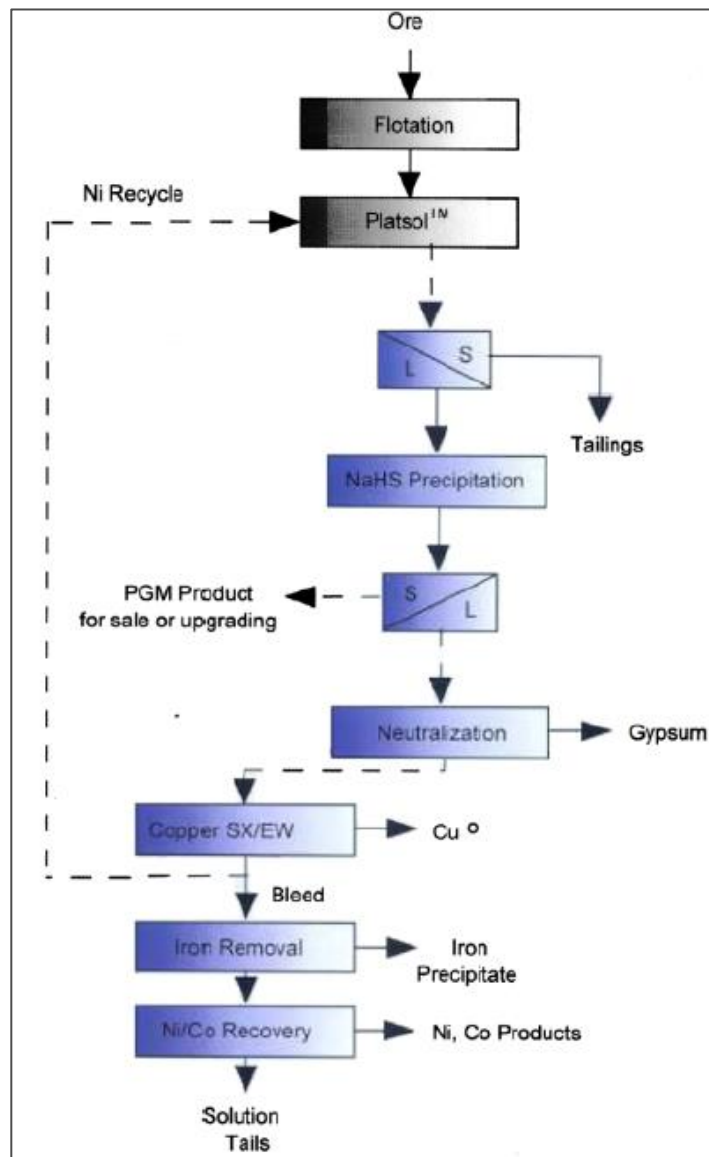 Ore
Flotation
Ni Recycle
Platsol™
L S
Tailings
NaHS Precipitation
PGM Product
for sale or upgrading
S L
Neutralization
Gypsum
Copper SX/EW
Cu °
Bleed
Iron Removal
Iron
Precipitate
Ni/Co Recovery
Ni, Co Products
Solution
Tails